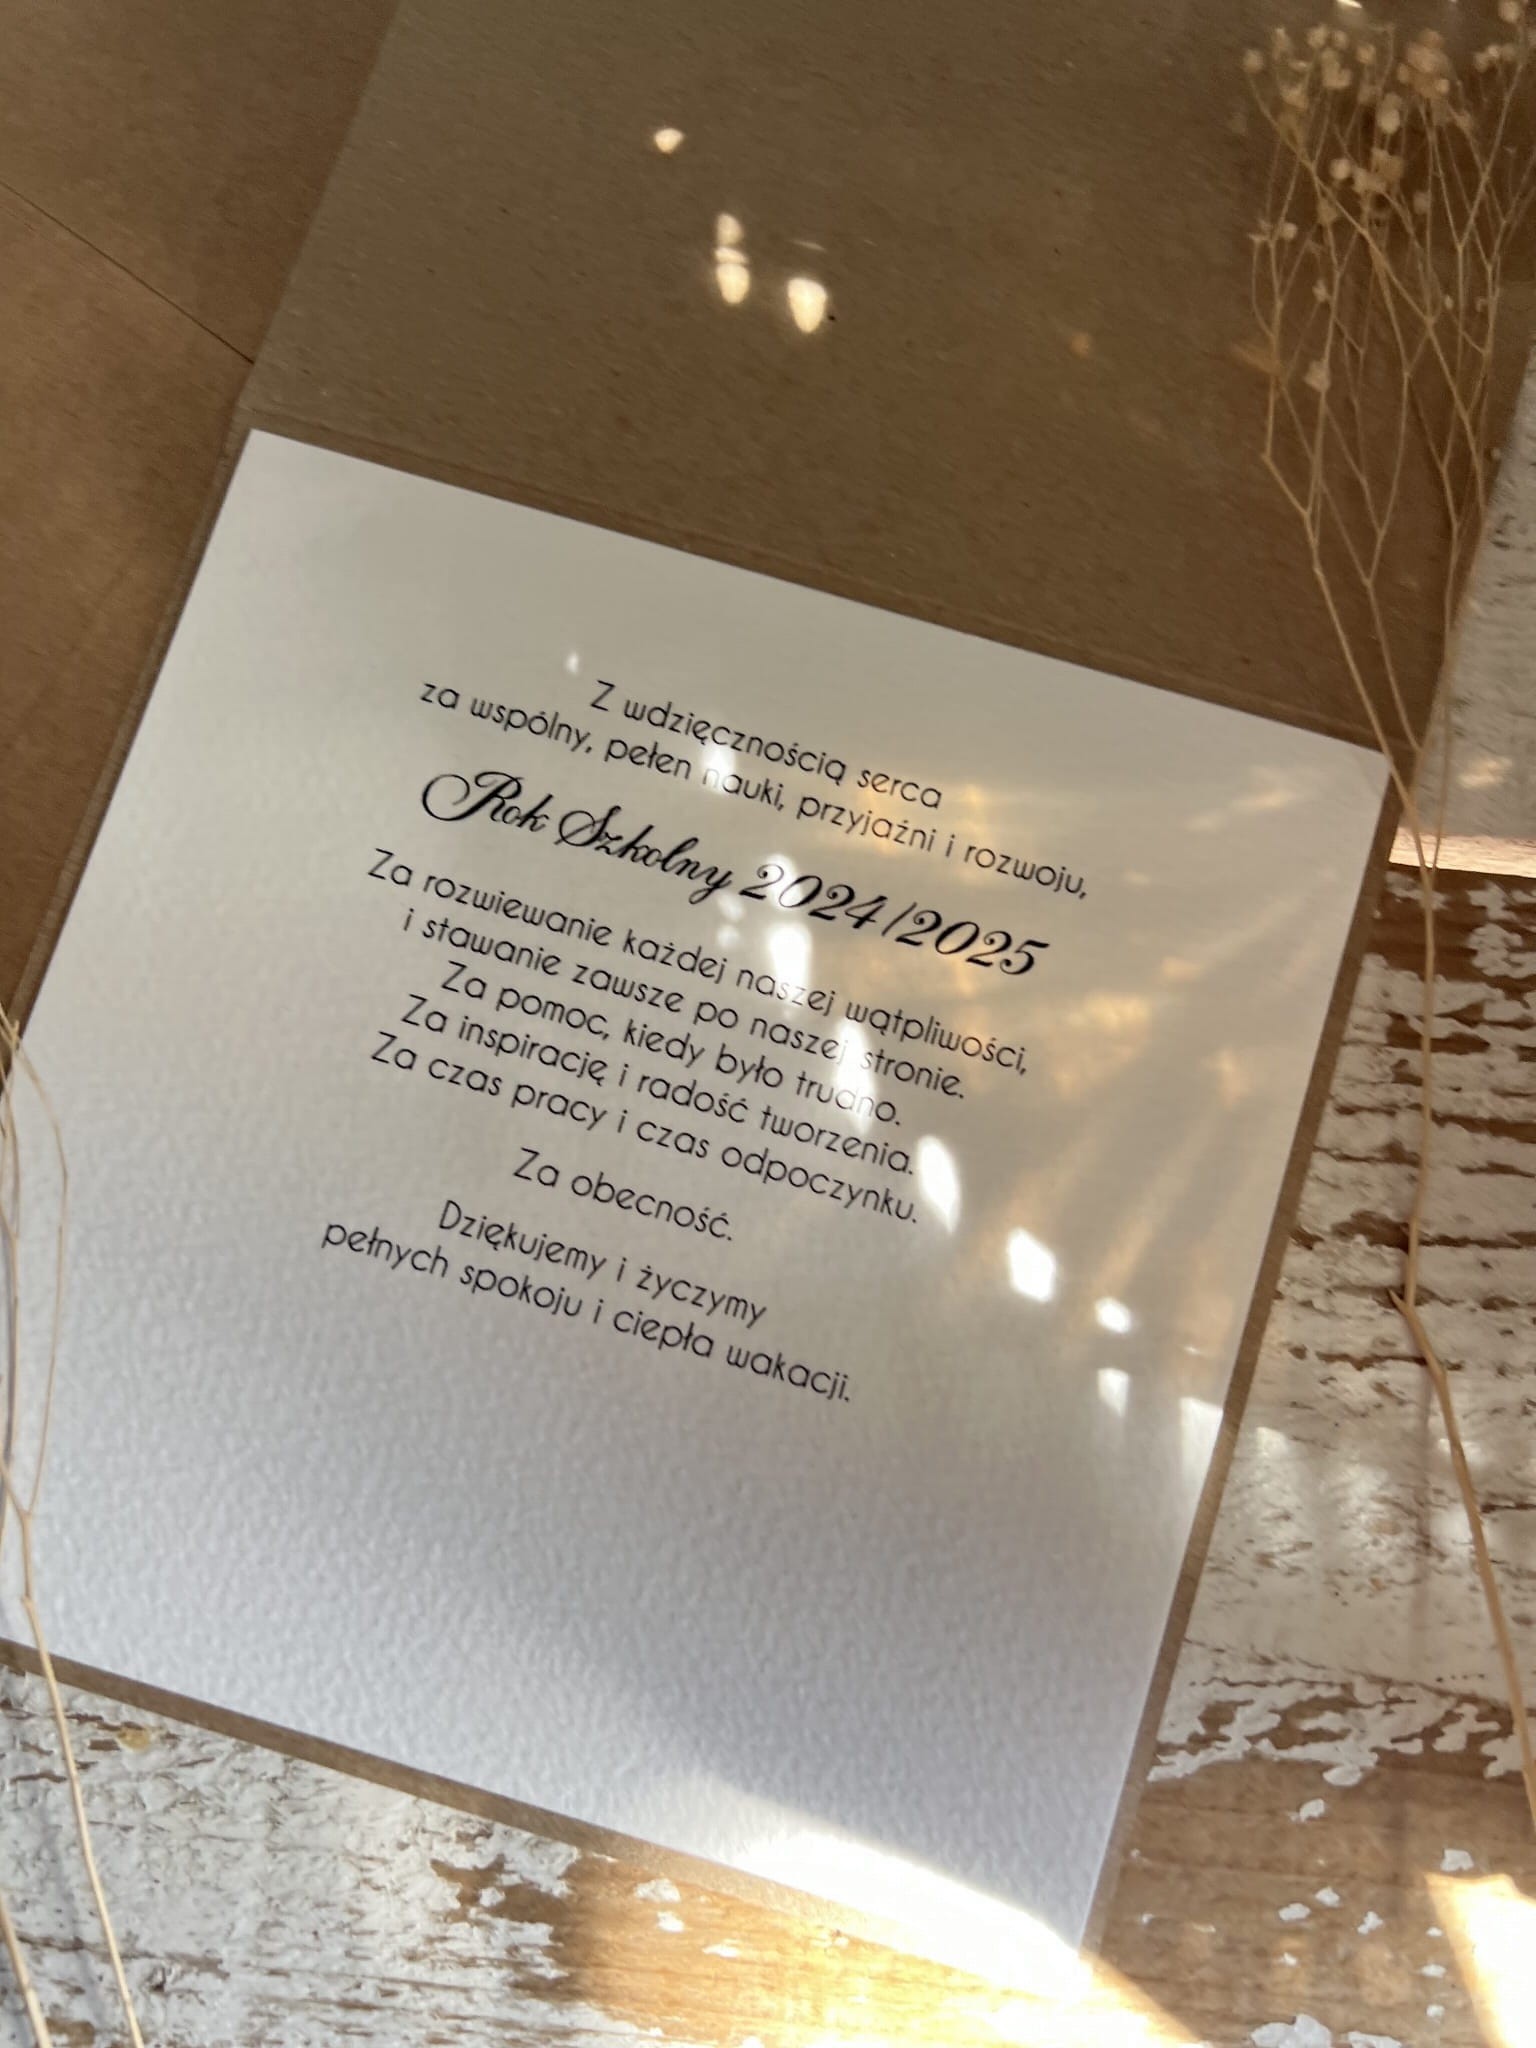 Z wdzięcznością serca
za wspólny, pełen nauki, przyjaźni i rozwoju,
Rok Szkolny 2024/2025
Za rozwiewanie każdej naszej wątpliwości,
i stawanie zawsze po naszej stronie.
Za pomoc, kiedy było trudno.
Za inspirację i radość tworzenia.
Za czas pracy i czas odpoczynku.
Za obecność.
Dziękujemy i życzymy
pełnych spokoju i ciepła wakacji.